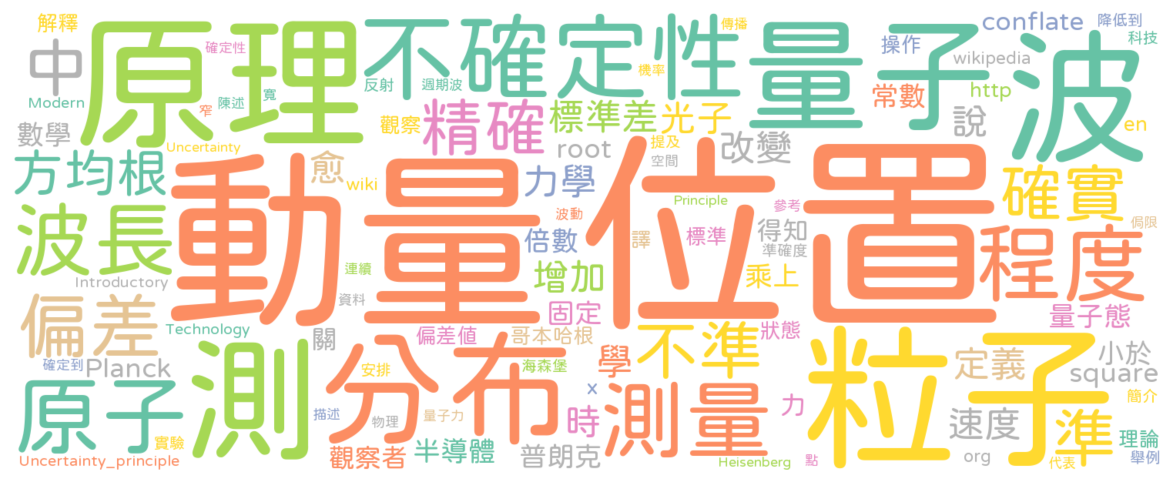 解釋
中
原理
不確定性
量子
波
conflate
降低到
科技
操作
wikipedia
確定性
傳播
機率
反射
週期波
Modern
窄
陳述
寬
常數
http
數學
觀察
精確
標準差
光子
說
en
Uncertainty
root
提及
空間
改變
方均根
愈
wiki
力學
Principle
確實
動量
位置
程度
波長
波動
參考
侷限
倍數
譯
標準
得知
準確度
Introductory
連續
增加
乘上
資料
偏差
Technology
關
固定
偏差值
哥本哈根
不準
狀態
量子態
確定到
Planck
安排
海森堡
學
x
粒子
定義
小於
square
原子
測
分布
描述
物理
量子力
時
測量
力
速度
準
簡介
實驗
觀察者
半導體
普朗克
Uncertainty_principle
Heisenberg
點
org
代表
理論
舉例